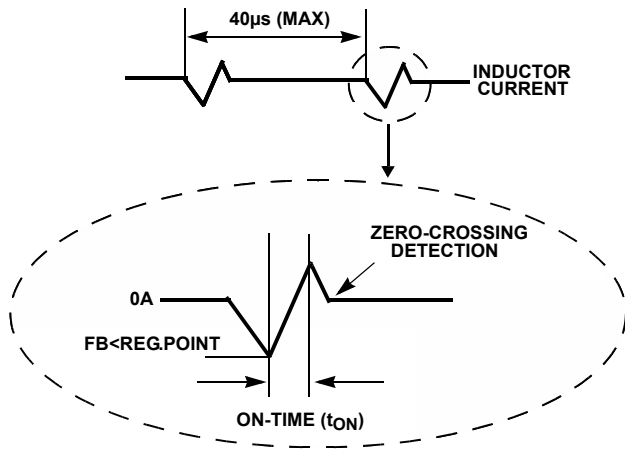 40µs (MAX)
INDUCTOR
CURRENT
ZERO-CROSSING
DETECTION
0A
FB<REG.POINT
ON-TIME (tON)